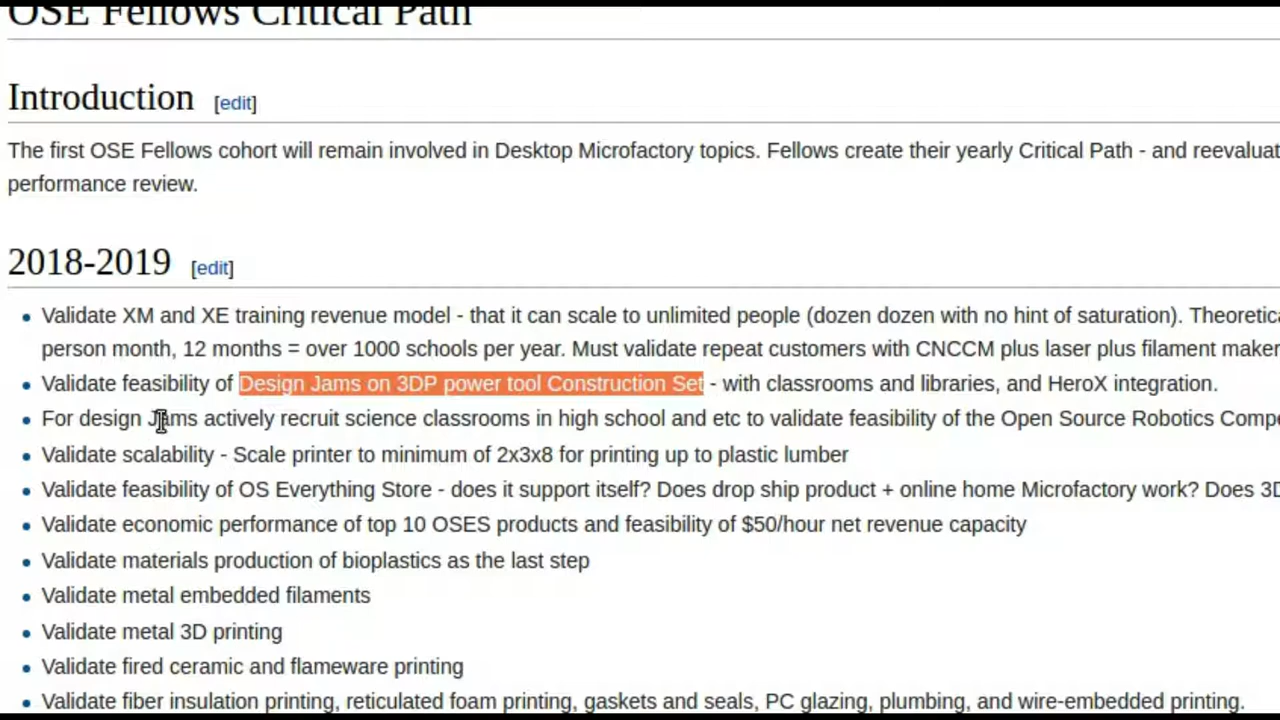 OSE Fellows Critical Path
Introduction [edit]
The first OSE Fellows cohort will remain involved in Desktop Microfactory topics. Fellows create their yearly Critical Path - and reevaluat
performance review.
2018-2019 [edit]
Validate XM and XE training revenue model - that it can scale to unlimited people (dozen dozen with no hint of saturation). Theoretica
person month, 12 months = over 1000 schools per year. Must validate repeat customers with CNCCM plus laser plus filament maker
Validate feasibility of Design Jams on 3DP power tool Construction Set - with classrooms and libraries, and HeroX integration.
For design Jams actively recruit science classrooms in high school and etc to validate feasibility of the Open Source Robotics Compe
Validate scalability - Scale printer to minimum of 2x3x8 for printing up to plastic lumber
Validate feasibility of OS Everything Store - does it support itself? Does drop ship product + online home Microfactory work? Does 3D
Validate economic performance of top 10 OSES products and feasibility of $50/hour net revenue capacity
Validate materials production of bioplastics as the last step
Validate metal embedded filaments
Validate metal 3D printing
Validate fired ceramic and flameware printing
Validate fiber insulation printing, reticulated foam printing, gaskets and seals, PC glazing, plumbing, and wire-embedded printing.